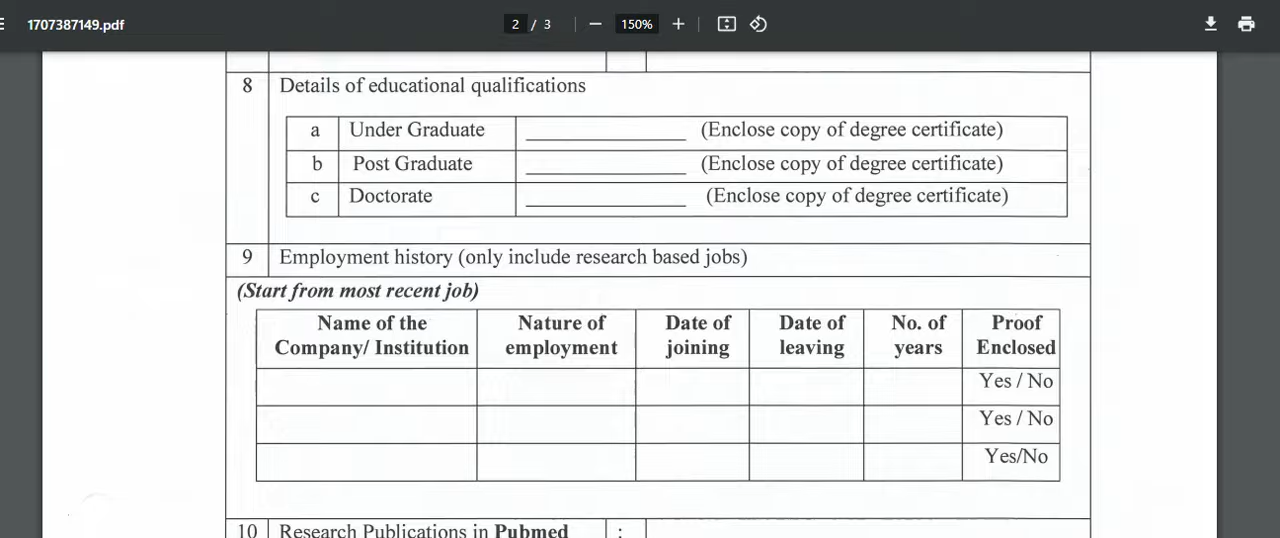 1707387149.pdf
2 / 3
150%
8 Details of educational qualifications
a Under Graduate (Enclose copy of degree certificate)
b Post Graduate (Enclose copy of degree certificate)
c Doctorate (Enclose copy of degree certificate)
9 Employment history (only include research based jobs)
(Start from most recent job)
Name of the Company/ Institution
Nature of employment
Date of joining
Date of leaving
No. of years
Proof Enclosed
Yes / No
Yes / No
Yes/No
10 Research Publications in Pubmed :